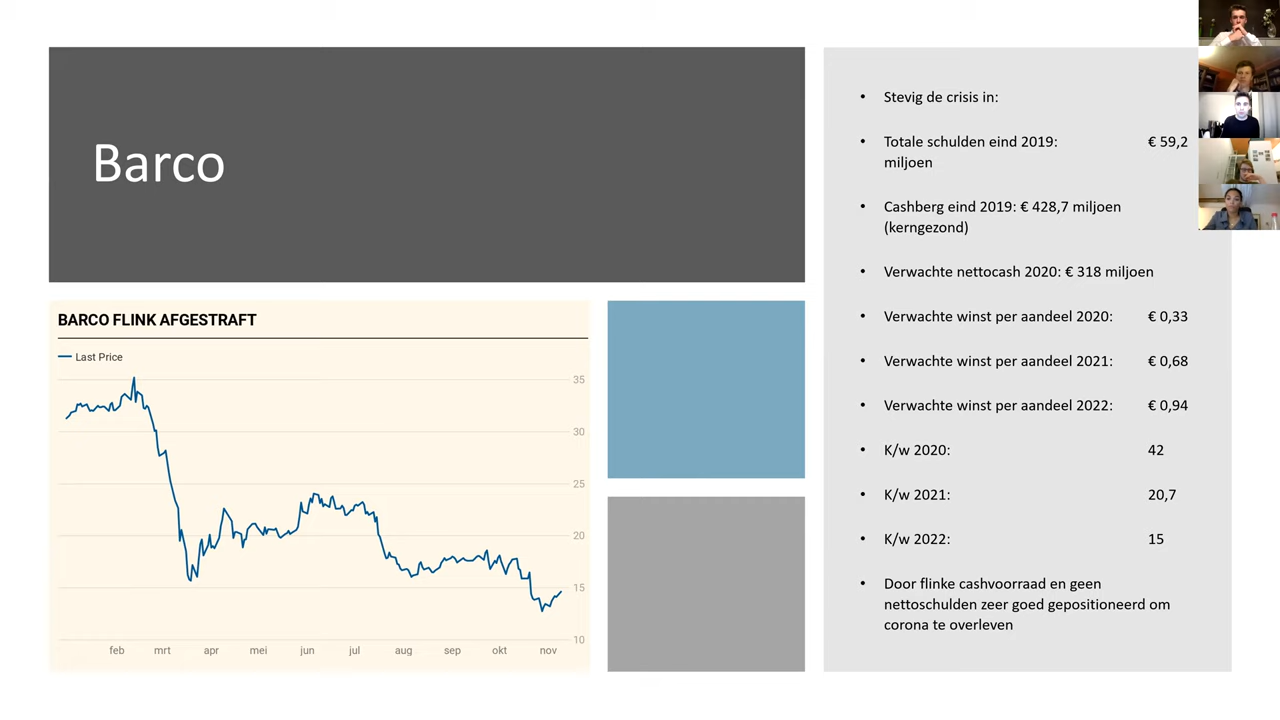 Barco
BARCO FLINK AFGESTRAFT
Last Price
35
30
25
20
15
10
feb mrt apr mei jun jul aug sep okt nov
• Stevig de crisis in:
• Totale schulden eind 2019: € 59,2
miljoen
• Cashberg eind 2019: € 428,7 miljoen
(kerngezond)
• Verwachte nettocash 2020: € 318 miljoen
• Verwachte winst per aandeel 2020: € 0,33
• Verwachte winst per aandeel 2021: € 0,68
• Verwachte winst per aandeel 2022: € 0,94
• K/w 2020: 42
• K/w 2021: 20,7
• K/w 2022: 15
• Door flinke cashvoorraad en geen
nettoschulden zeer goed gepositioneerd om
corona te overleven